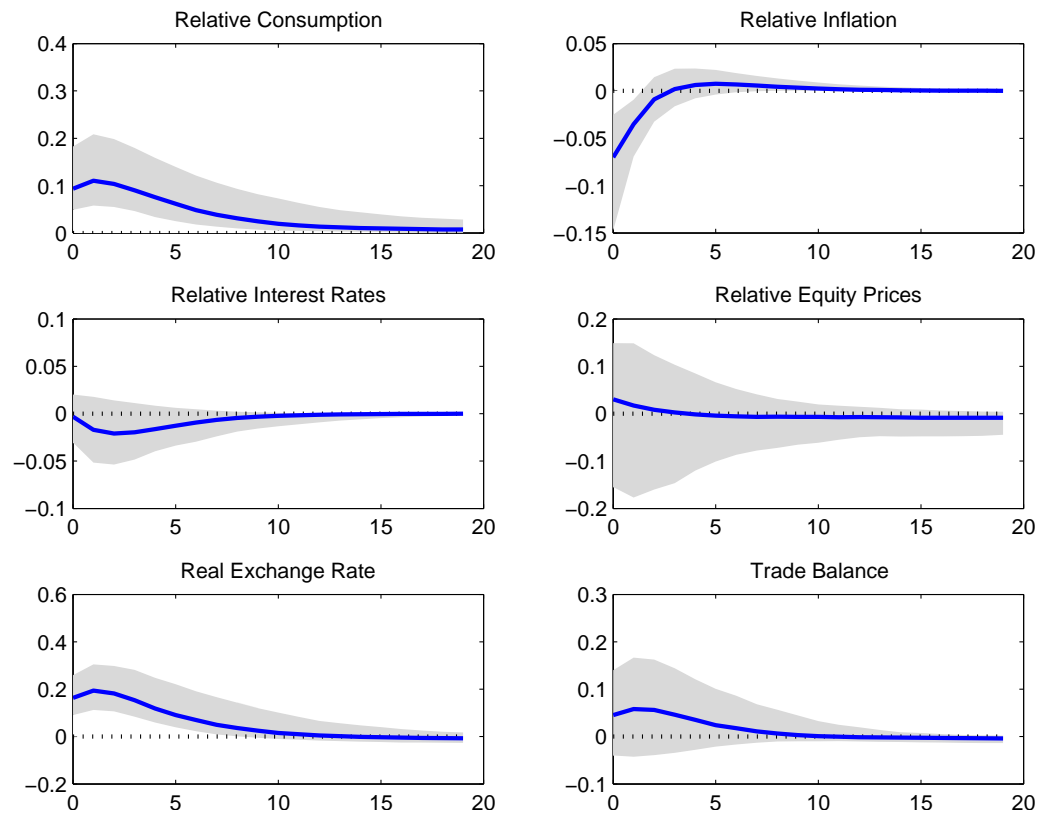 Relative Consumption
0.4
0.3
0.2
0.1
0
0 5 10 15 20
Relative Inflation
0.05
0
−0.05
−0.1
−0.15
0 5 10 15 20
Relative Interest Rates
0.1
0.05
0
−0.05
−0.1
0 5 10 15 20
Relative Equity Prices
0.2
0.1
0
−0.1
−0.2
0 5 10 15 20
Real Exchange Rate
0.6
0.4
0.2
0
−0.2
0 5 10 15 20
Trade Balance
0.3
0.2
0.1
0
−0.1
0 5 10 15 20